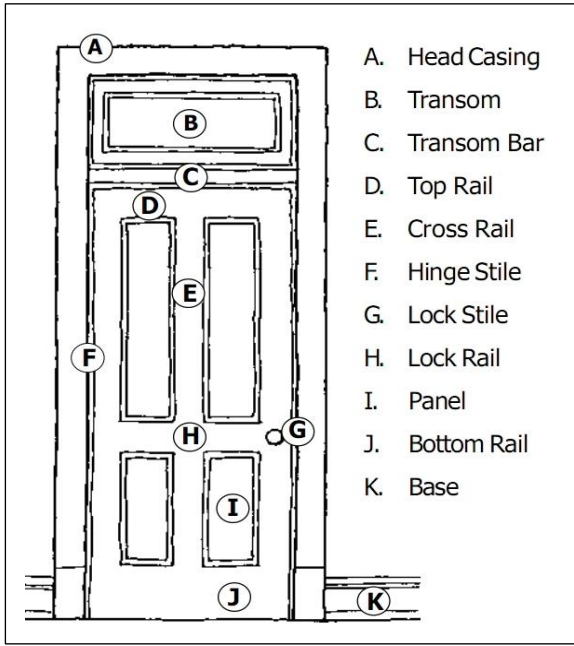 A
B
C
D
E
F
G
H
I
J
K
A. Head Casing
B. Transom
C. Transom Bar
D. Top Rail
E. Cross Rail
F. Hinge Stile
G. Lock Stile
H. Lock Rail
I. Panel
J. Bottom Rail
K. Base